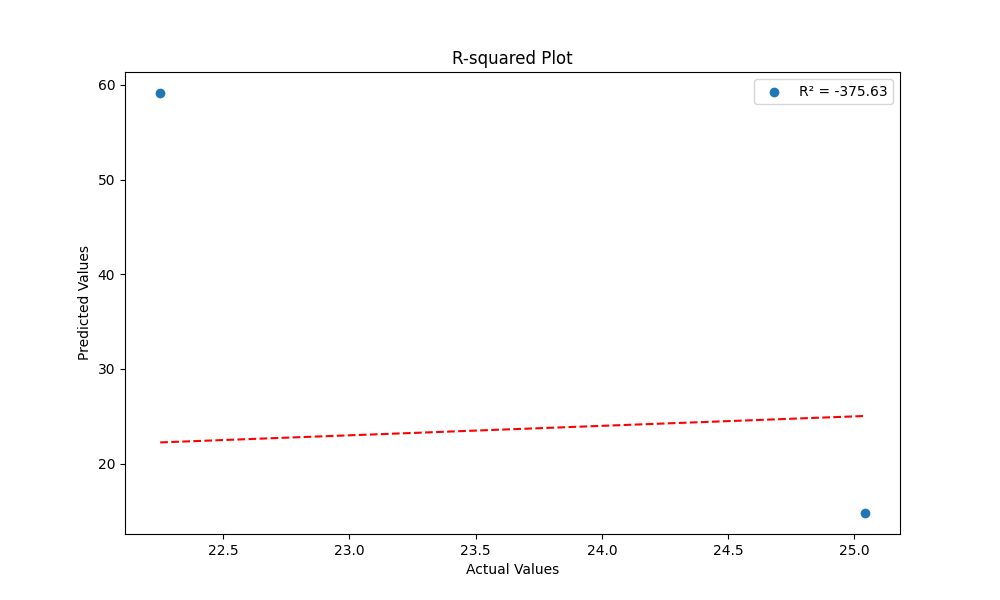 R-squared Plot
R² = -375.63
60
50
40
30
20
Predicted Values
22.5 23.0 23.5 24.0 24.5 25.0
Actual Values